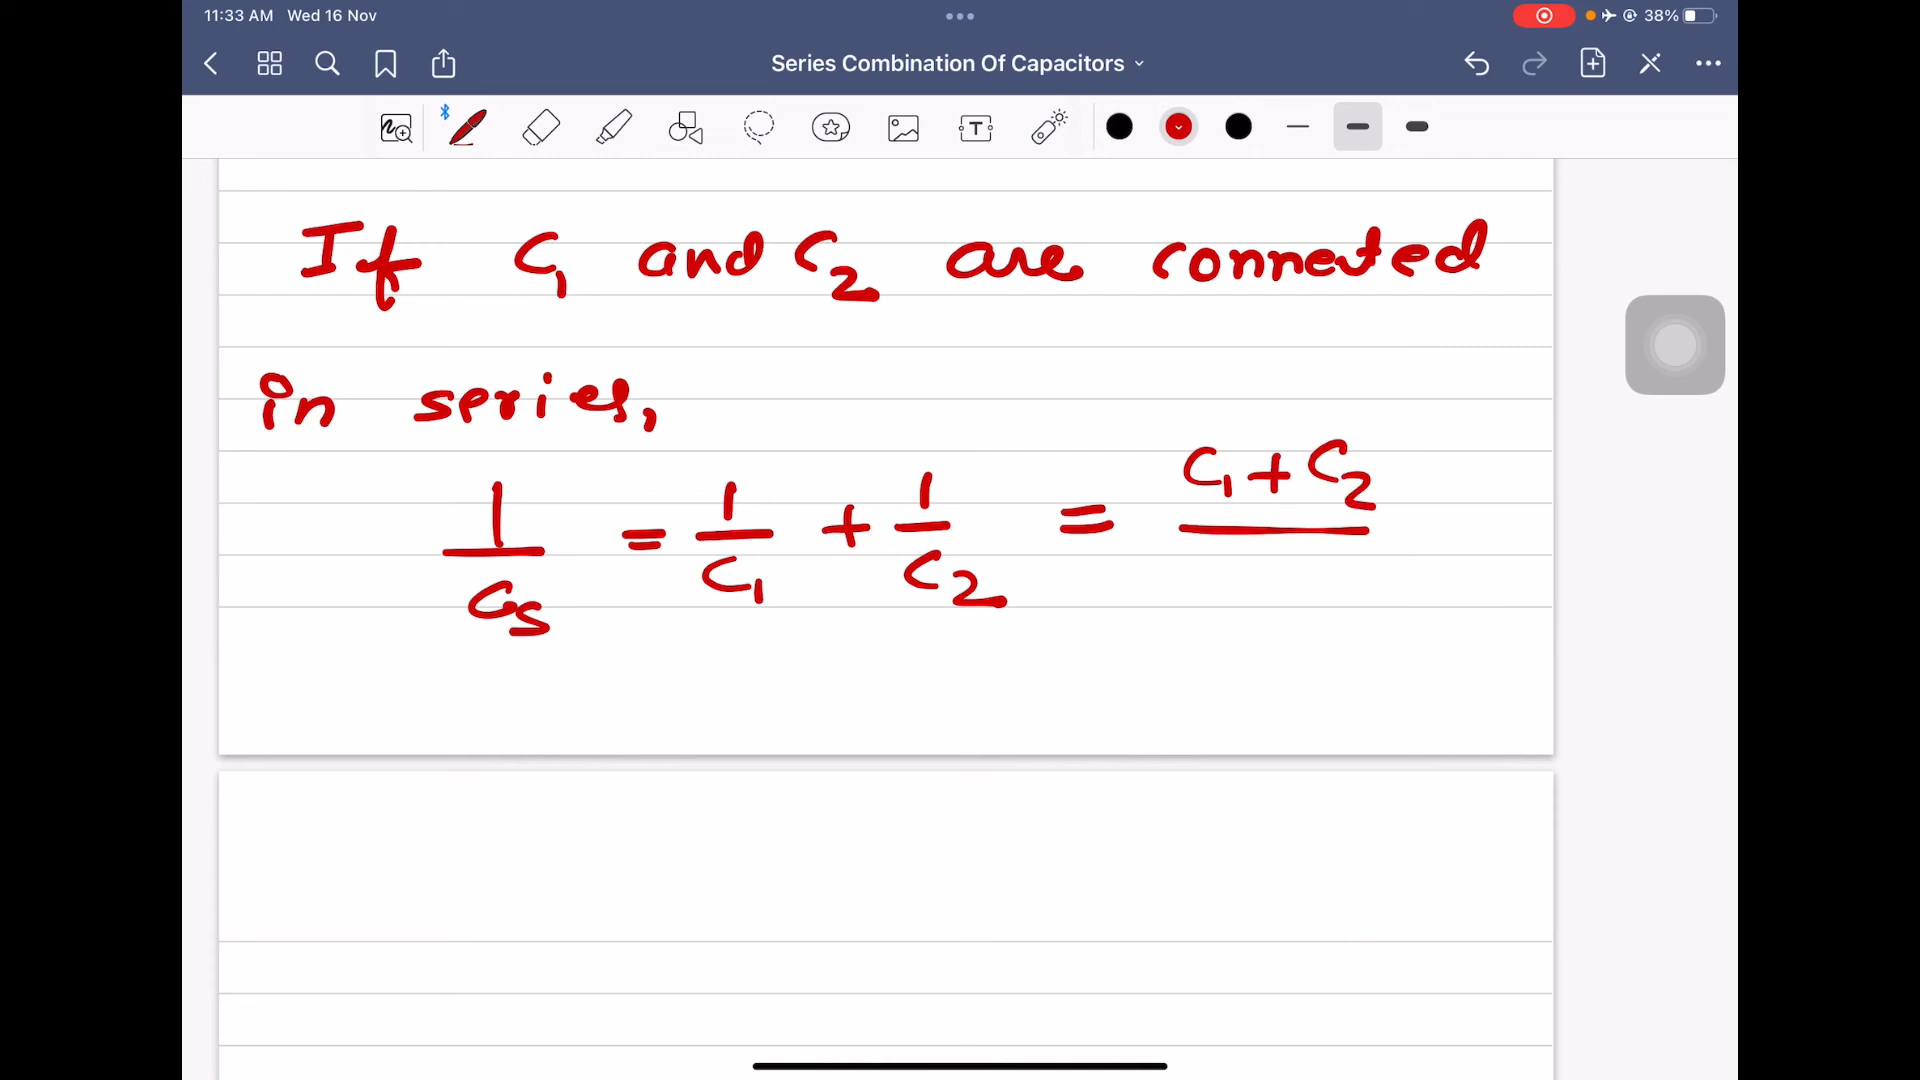 11:33 AM Wed 16 Nov
38%
Series Combination Of Capacitors
T
If C₁ and C₂ are connected
in series,
1/Cs = 1/C₁ + 1/C₂ = C₁+C₂